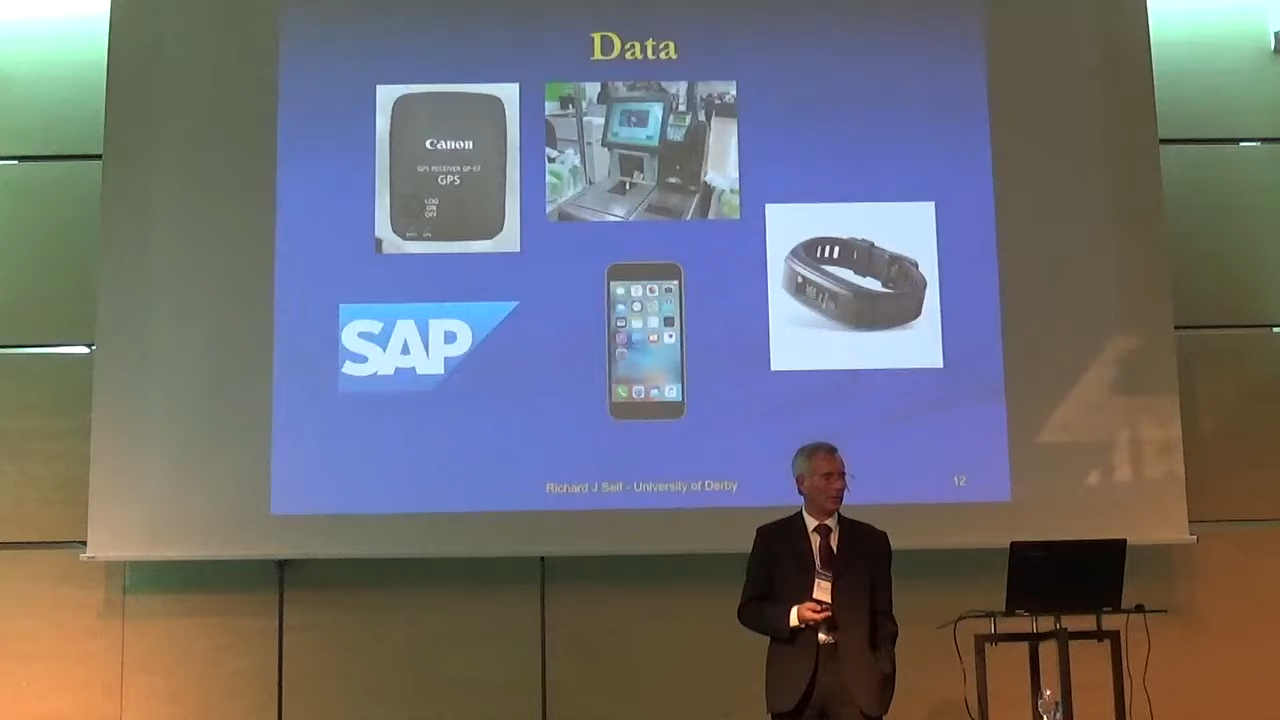 Data
Canon
GPS RECEIVER GP-E2
GPS
LOG
ON
OFF
SAP
Richard J Self - University of Derby
12